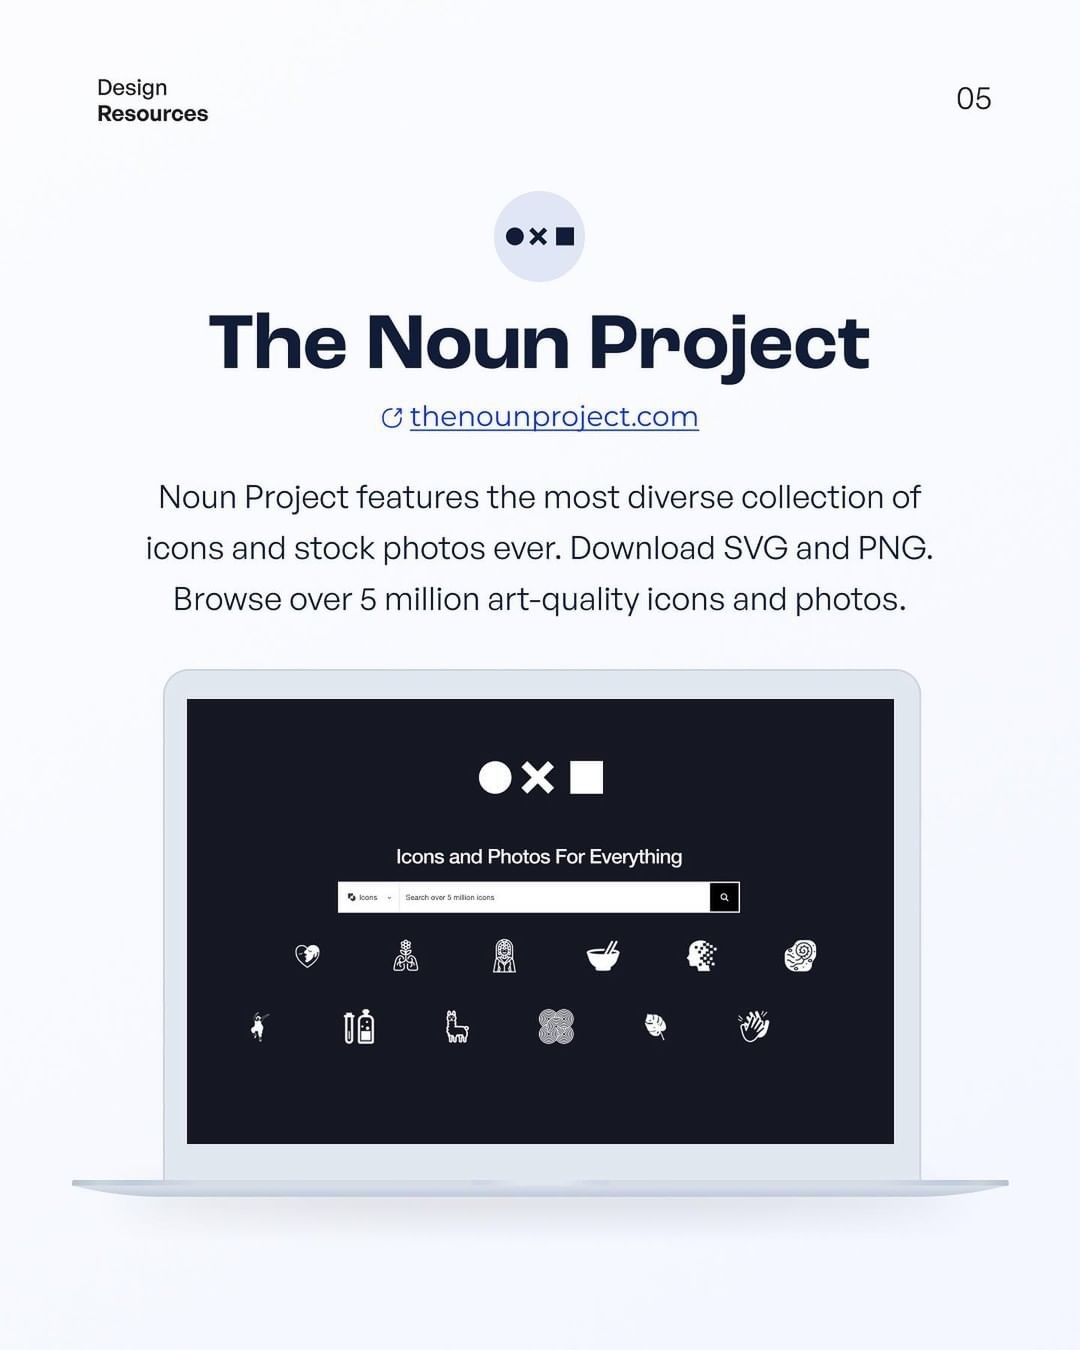 Design
Resources
05
The Noun Project
thenounproject.com
Noun Project features the most diverse collection of
icons and stock photos ever. Download SVG and PNG.
Browse over 5 million art-quality icons and photos.
Icons and Photos For Everything
Icons
Search over 5 million icons